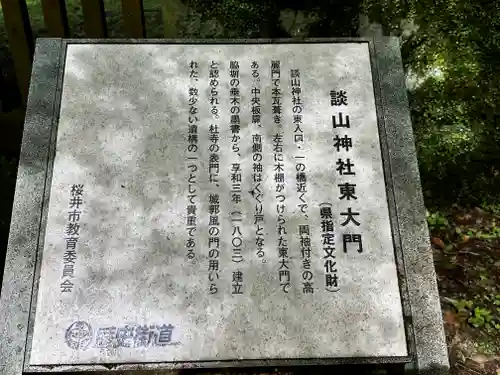 談山神社東大門
(県指定文化財)
談山神社の東入口・一の橋近くで、両袖付きの高
麗門で本瓦葺き、左右に木柵がつけられた東大門で
ある。中央板扉、南側の袖はくぐり戸となる。
脇塀の垂木の墨書から、享和三年(一八〇三)建立
と認められる。社寺の表門に、城郭風の門の用いら
れた、数少ない遺構の一つとして貴重である。
桜井市教育委員会
歴史街道